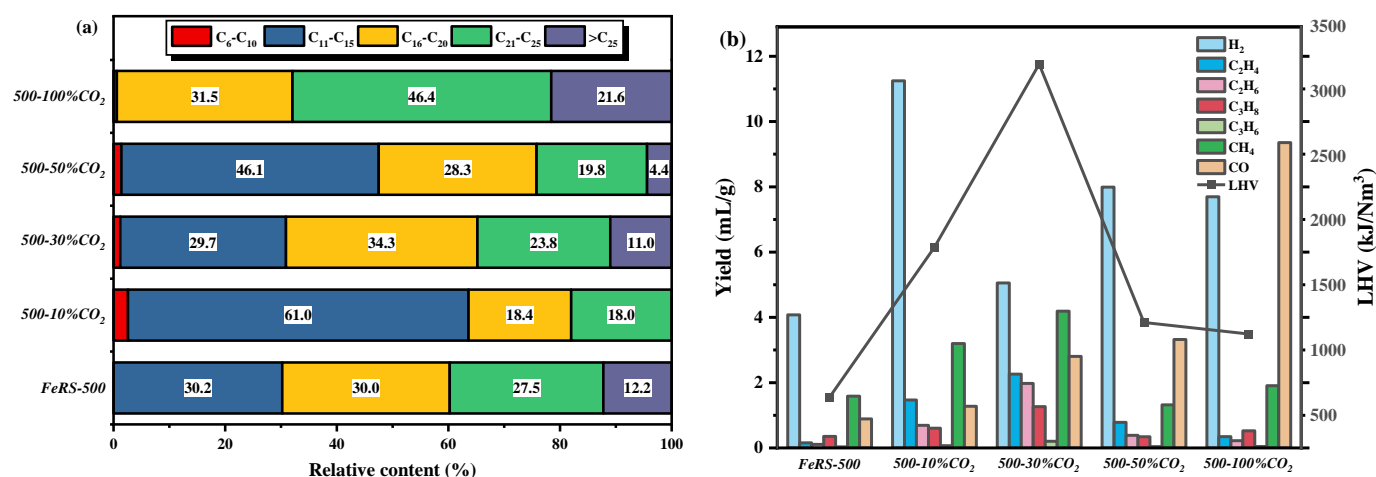 (a)
C₆-C₁₀ C₁₁-C₁₅ C₁₆-C₂₀ C₂₁-C₂₅ >C₂₅
500-100%CO₂
31.5 46.4 21.6
500-50%CO₂
46.1 28.3 19.8 4.4
500-30%CO₂
29.7 34.3 23.8 11.0
500-10%CO₂
61.0 18.4 18.0
FeRS-500
30.2 30.0 27.5 12.2
0 20 40 60 80 100
Relative content (%)
(b)
Yield (mL/g)
12
10
8
6
4
2
0
H₂
C₂H₄
C₂H₆
C₃H₈
C₃H₆
CH₄
CO
LHV
FeRS-500 500-10%CO₂ 500-30%CO₂ 500-50%CO₂ 500-100%CO₂
3500
3000
2500
2000
1500
1000
500
LHV (kJ/Nm³)